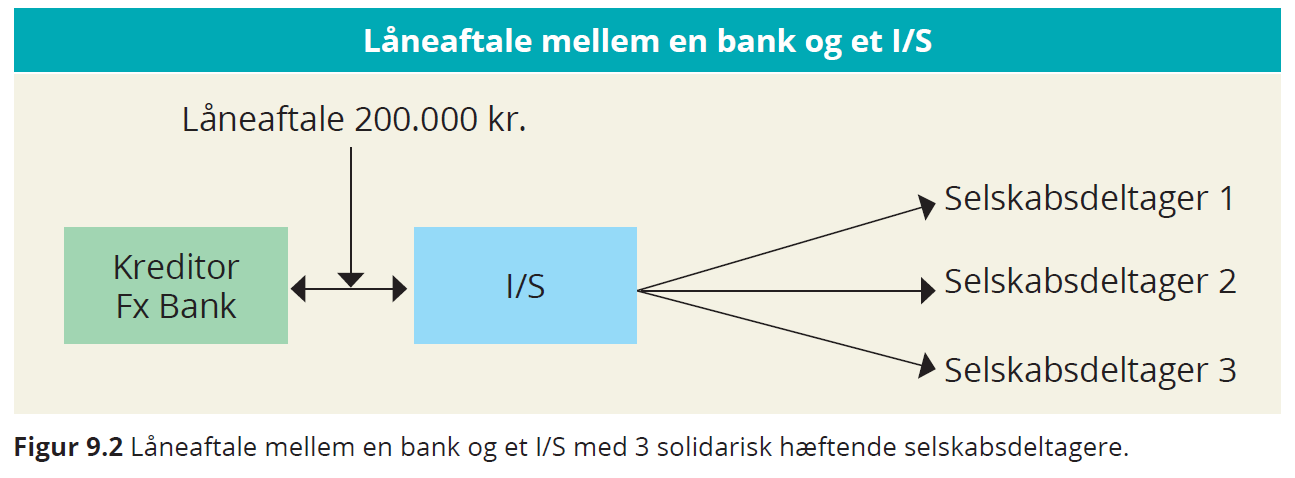 Låneaftale mellem en bank og et I/S
Låneaftale 200.000 kr.
Kreditor
Fx Bank
I/S
Selskabsdeltager 1
Selskabsdeltager 2
Selskabsdeltager 3
Figur 9.2 Låneaftale mellem en bank og et I/S med 3 solidarisk hæftende selskabsdeltagere.